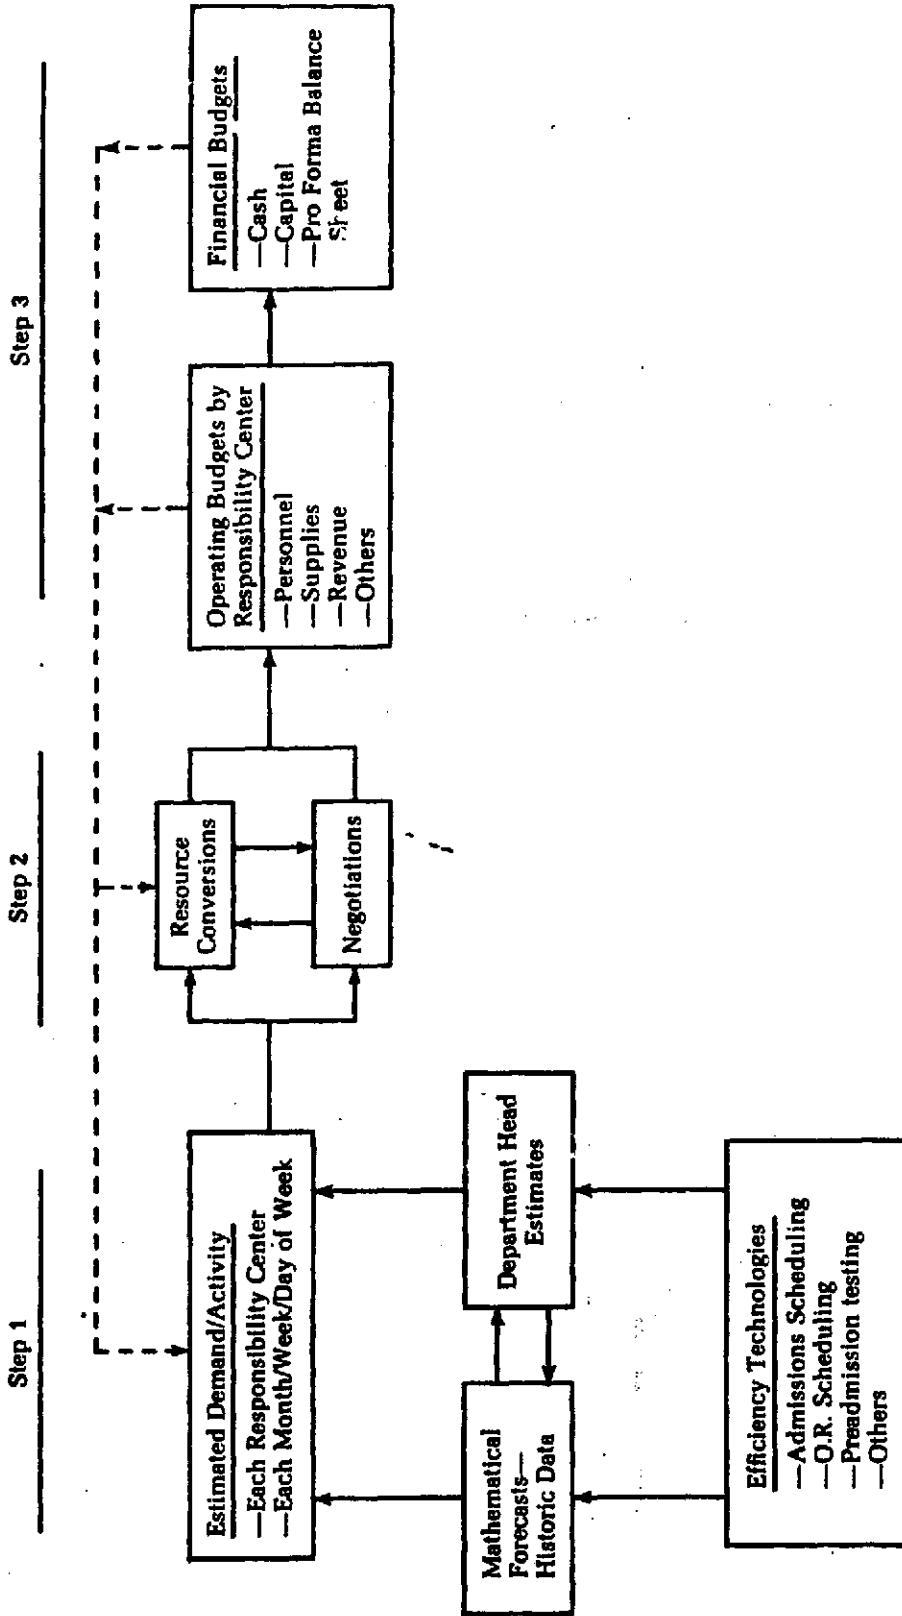 Step 1
Step 2
Step 3
Estimated Demand/Activity
—Each Responsibility Center
—Each Month/Week/Day of Week
Mathematical
Forecasts—
Historic Data
Department Head
Estimates
Efficiency Technologies
—Admissions Scheduling
—O.R. Scheduling
—Preadmission testing
—Others
Resource
Conversions
Negotiations
Operating Budgets by
Responsibility Center
—Personnel
—Supplies
—Revenue
—Others
Financial Budgets
—Cash
—Capital
—Pro Forma Balance
Sheet